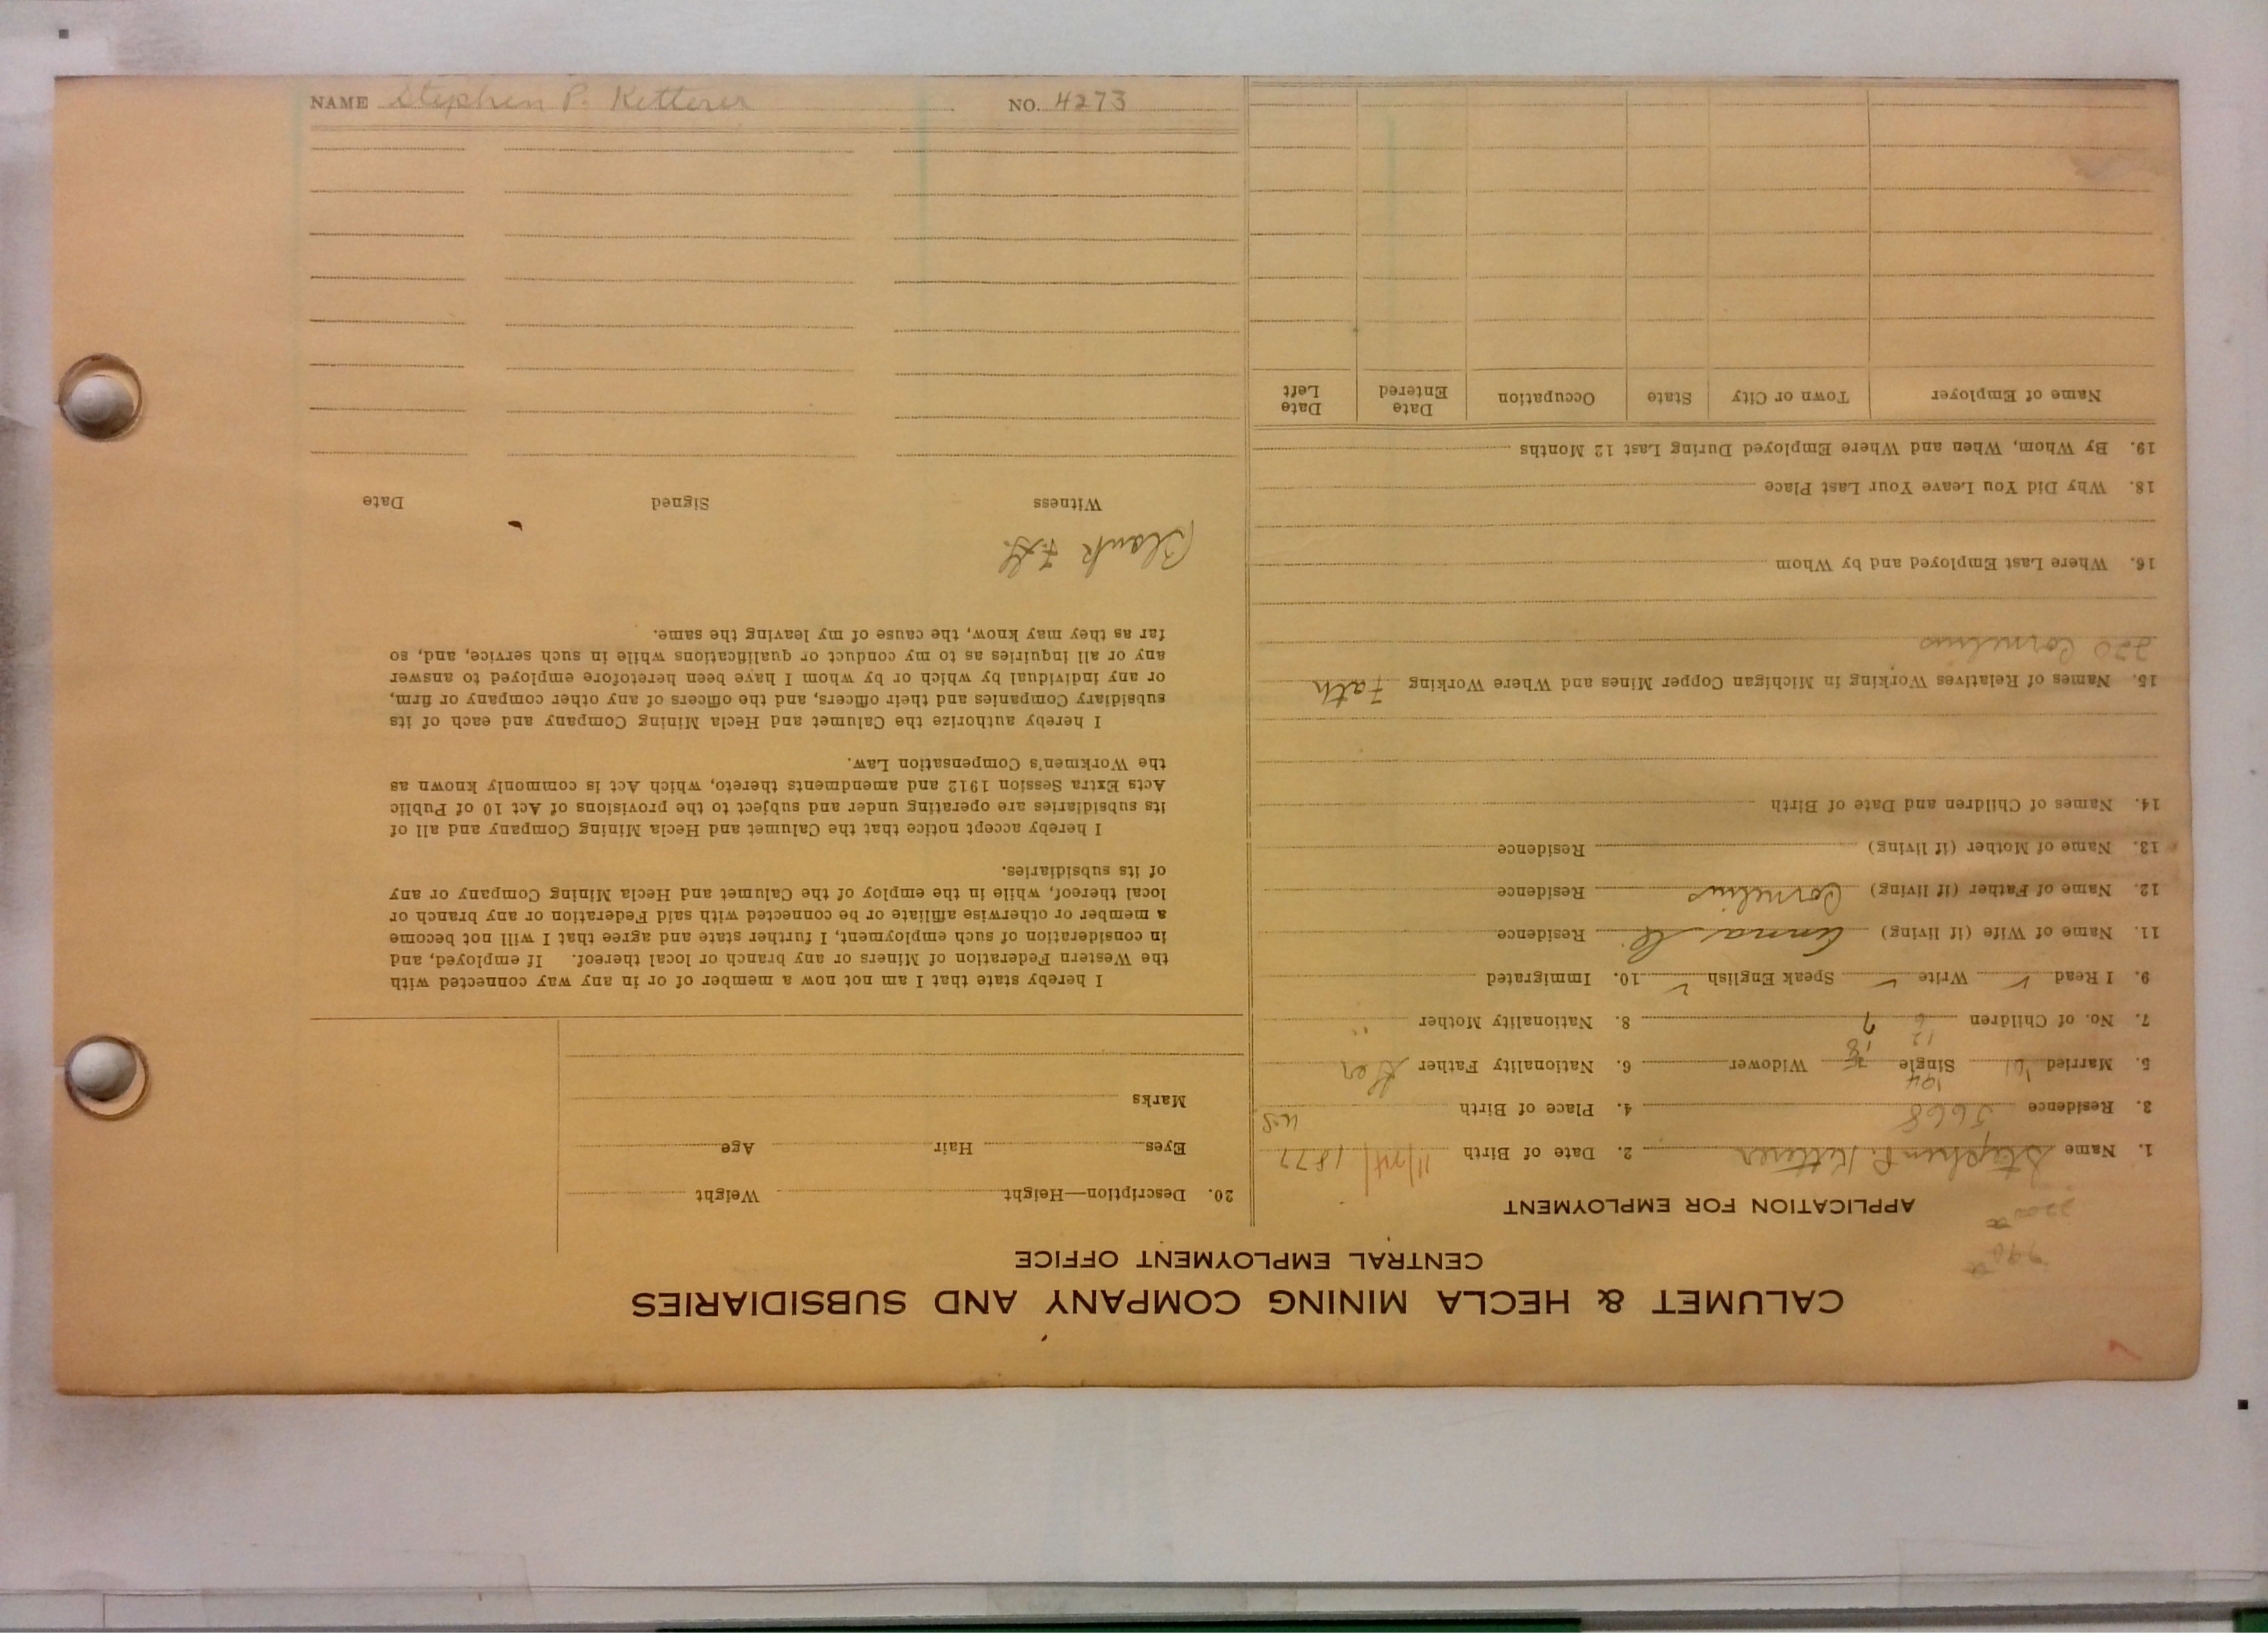 CALUMET & HECLA MINING COMPANY AND SUBSIDIARIES
CENTRAL EMPLOYMENT OFFICE
APPLICATION FOR EMPLOYMENT
1. Name Stephen P. Ketterer 2. Date of Birth 11/24/1877
3. Residence 5668 4. Place of Birth U.S.
5. Married Single Widower 6. Nationality Father Ger
7. No. of Children 6 7 8. Nationality Mother "
9. I Read ✓ Write ✓ Speak English ✓ 10. Immigrated
11. Name of Wife (if living) Anna Residence
12. Name of Father (if living) Cornelius Residence
13. Name of Mother (if living) Residence
14. Names of Children and Date of Birth
15. Names of Relatives Working in Michigan Copper Mines and Where Working Fath
220 Cornelius
16. Where Last Employed and by Whom
18. Why Did You Leave Your Last Place
19. By Whom, When and Where Employed During Last 12 Months
Name of Employer Town or City State Occupation Date Entered Date Left
20. Description—Height Weight
Eyes Hair Age
Marks
I hereby state that I am not now a member of or in any way connected with
the Western Federation of Miners or any branch or local thereof. If employed, and
in consideration of such employment, I further state and agree that I will not become
a member or otherwise affiliate or be connected with said Federation or any branch or
local thereof, while in the employ of the Calumet and Hecla Mining Company or any
of its subsidiaries.
I hereby accept notice that the Calumet and Hecla Mining Company and all of
its subsidiaries are operating under and subject to the provisions of Act 10 of Public
Acts Extra Session 1912 and amendments thereto, which Act is commonly known as
the Workmen's Compensation Law.
I hereby authorize the Calumet and Hecla Mining Company and each of its
subsidiary Companies and their officers, and the officers of any other company or firm,
or any individual by which or by whom I have been heretofore employed to answer
any or all inquiries as to my conduct or qualifications while in such service, and, so
far as they may know, the cause of my leaving the same.
Blank
Witness Signed Date
NAME Stephen P. Ketterer NO. 4273